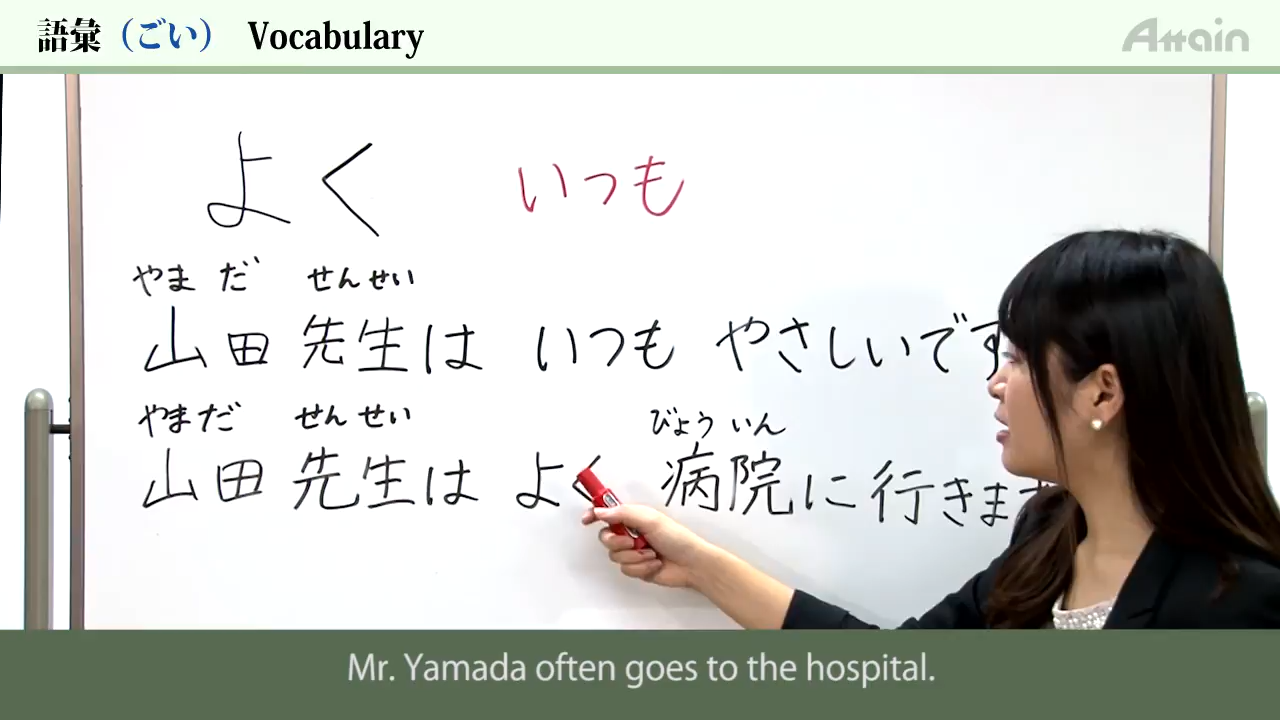 語彙（ごい） Vocabulary
Attain
よく いつも
やまだ せんせい
山田先生は いつも やさしいです
やまだ せんせい びょういん
山田先生は よく 病院に行きま
Mr. Yamada often goes to the hospital.